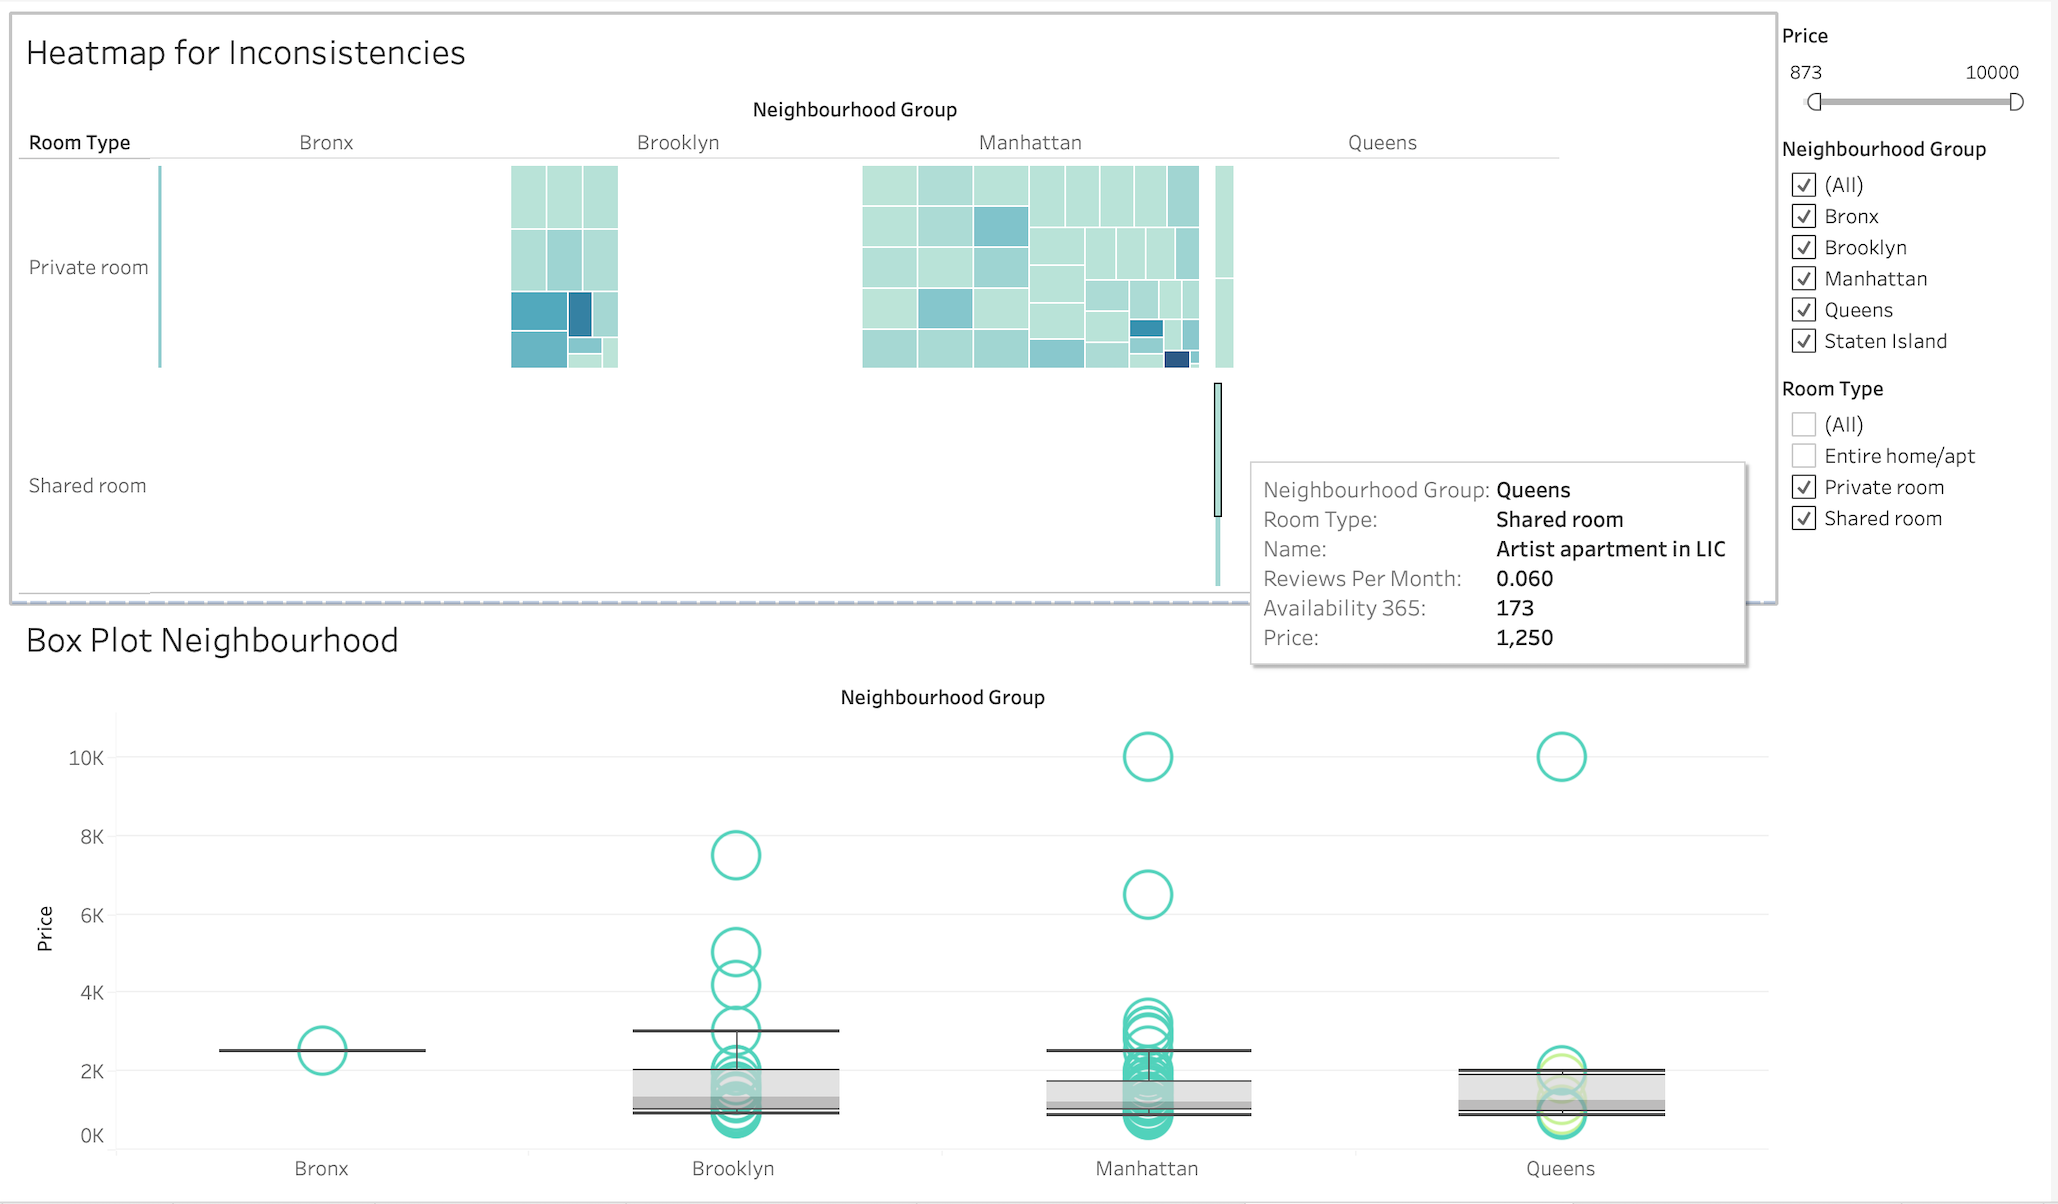 Heatmap for Inconsistencies
Neighbourhood Group
Room Type Bronx Brooklyn Manhattan Queens
Private room
Shared room
Neighbourhood Group: Queens
Room Type: Shared room
Name: Artist apartment in LIC
Reviews Per Month: 0.060
Availability 365: 173
Price: 1,250
Price
873 10000
Neighbourhood Group
(All)
Bronx
Brooklyn
Manhattan
Queens
Staten Island
Room Type
(All)
Entire home/apt
Private room
Shared room
Box Plot Neighbourhood
Neighbourhood Group
Price
10K
8K
6K
4K
2K
0K
Bronx Brooklyn Manhattan Queens